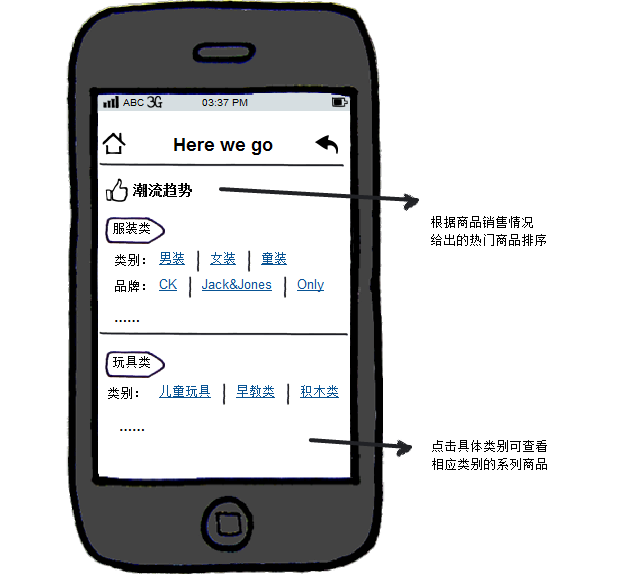 ABC 3G 03:37 PM
Here we go
潮流趋势
根据商品销售情况
给出的热门商品排序
服装类
类别： 男装 | 女装 | 童装
品牌： CK | Jack&Jones | Only
......
玩具类
类别： 儿童玩具 | 早教类 | 积木类
......
点击具体类别可查看
相应类别的系列商品